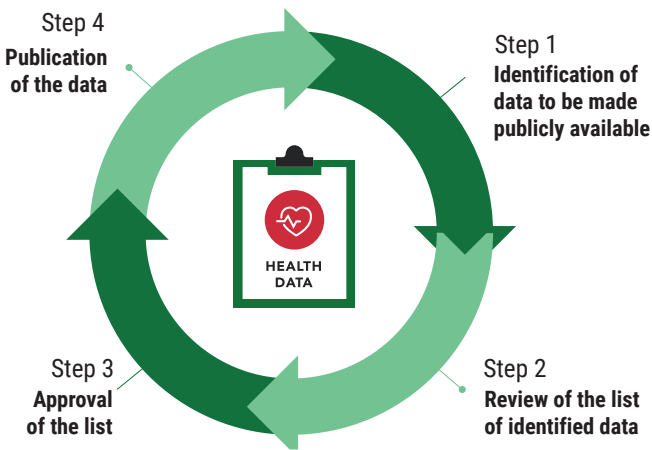 Step 1
Identification of
data to be made
publicly available
Step 2
Review of the list
of identified data
Step 3
Approval
of the list
Step 4
Publication
of the data
HEALTH
DATA